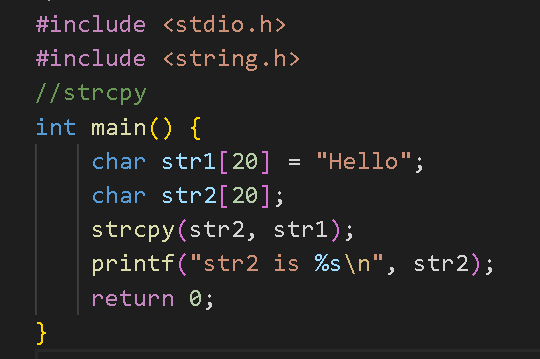 #include <stdio.h>
#include <string.h>
//strcpy
int main() {
    char str1[20] = "Hello";
    char str2[20];
    strcpy(str2, str1);
    printf("str2 is %s\n", str2);
    return 0;
}